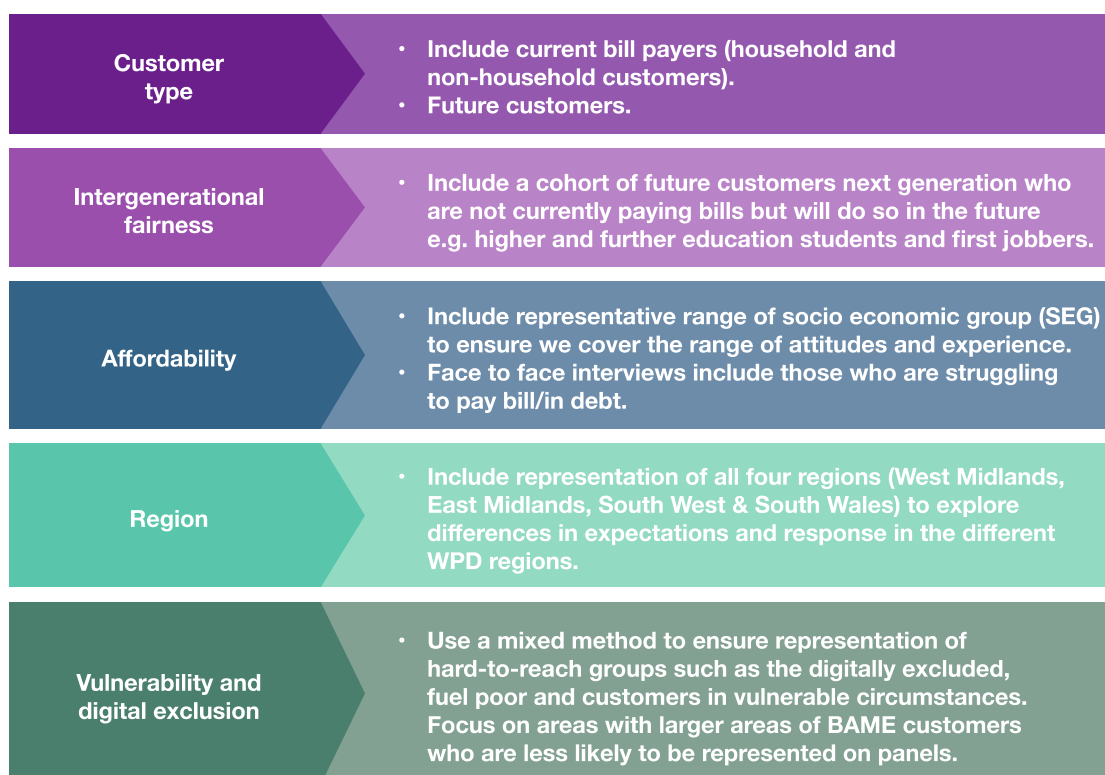 Customer
type
• Include current bill payers (household and
non-household customers).
• Future customers.
Intergenerational
fairness
• Include a cohort of future customers next generation who
are not currently paying bills but will do so in the future
e.g. higher and further education students and first jobbers.
Affordability
• Include representative range of socio economic group (SEG)
to ensure we cover the range of attitudes and experience.
• Face to face interviews include those who are struggling
to pay bill/in debt.
Region
• Include representation of all four regions (West Midlands,
East Midlands, South West & South Wales) to explore
differences in expectations and response in the different
WPD regions.
Vulnerability and
digital exclusion
• Use a mixed method to ensure representation of
hard-to-reach groups such as the digitally excluded,
fuel poor and customers in vulnerable circumstances.
Focus on areas with larger areas of BAME customers
who are less likely to be represented on panels.